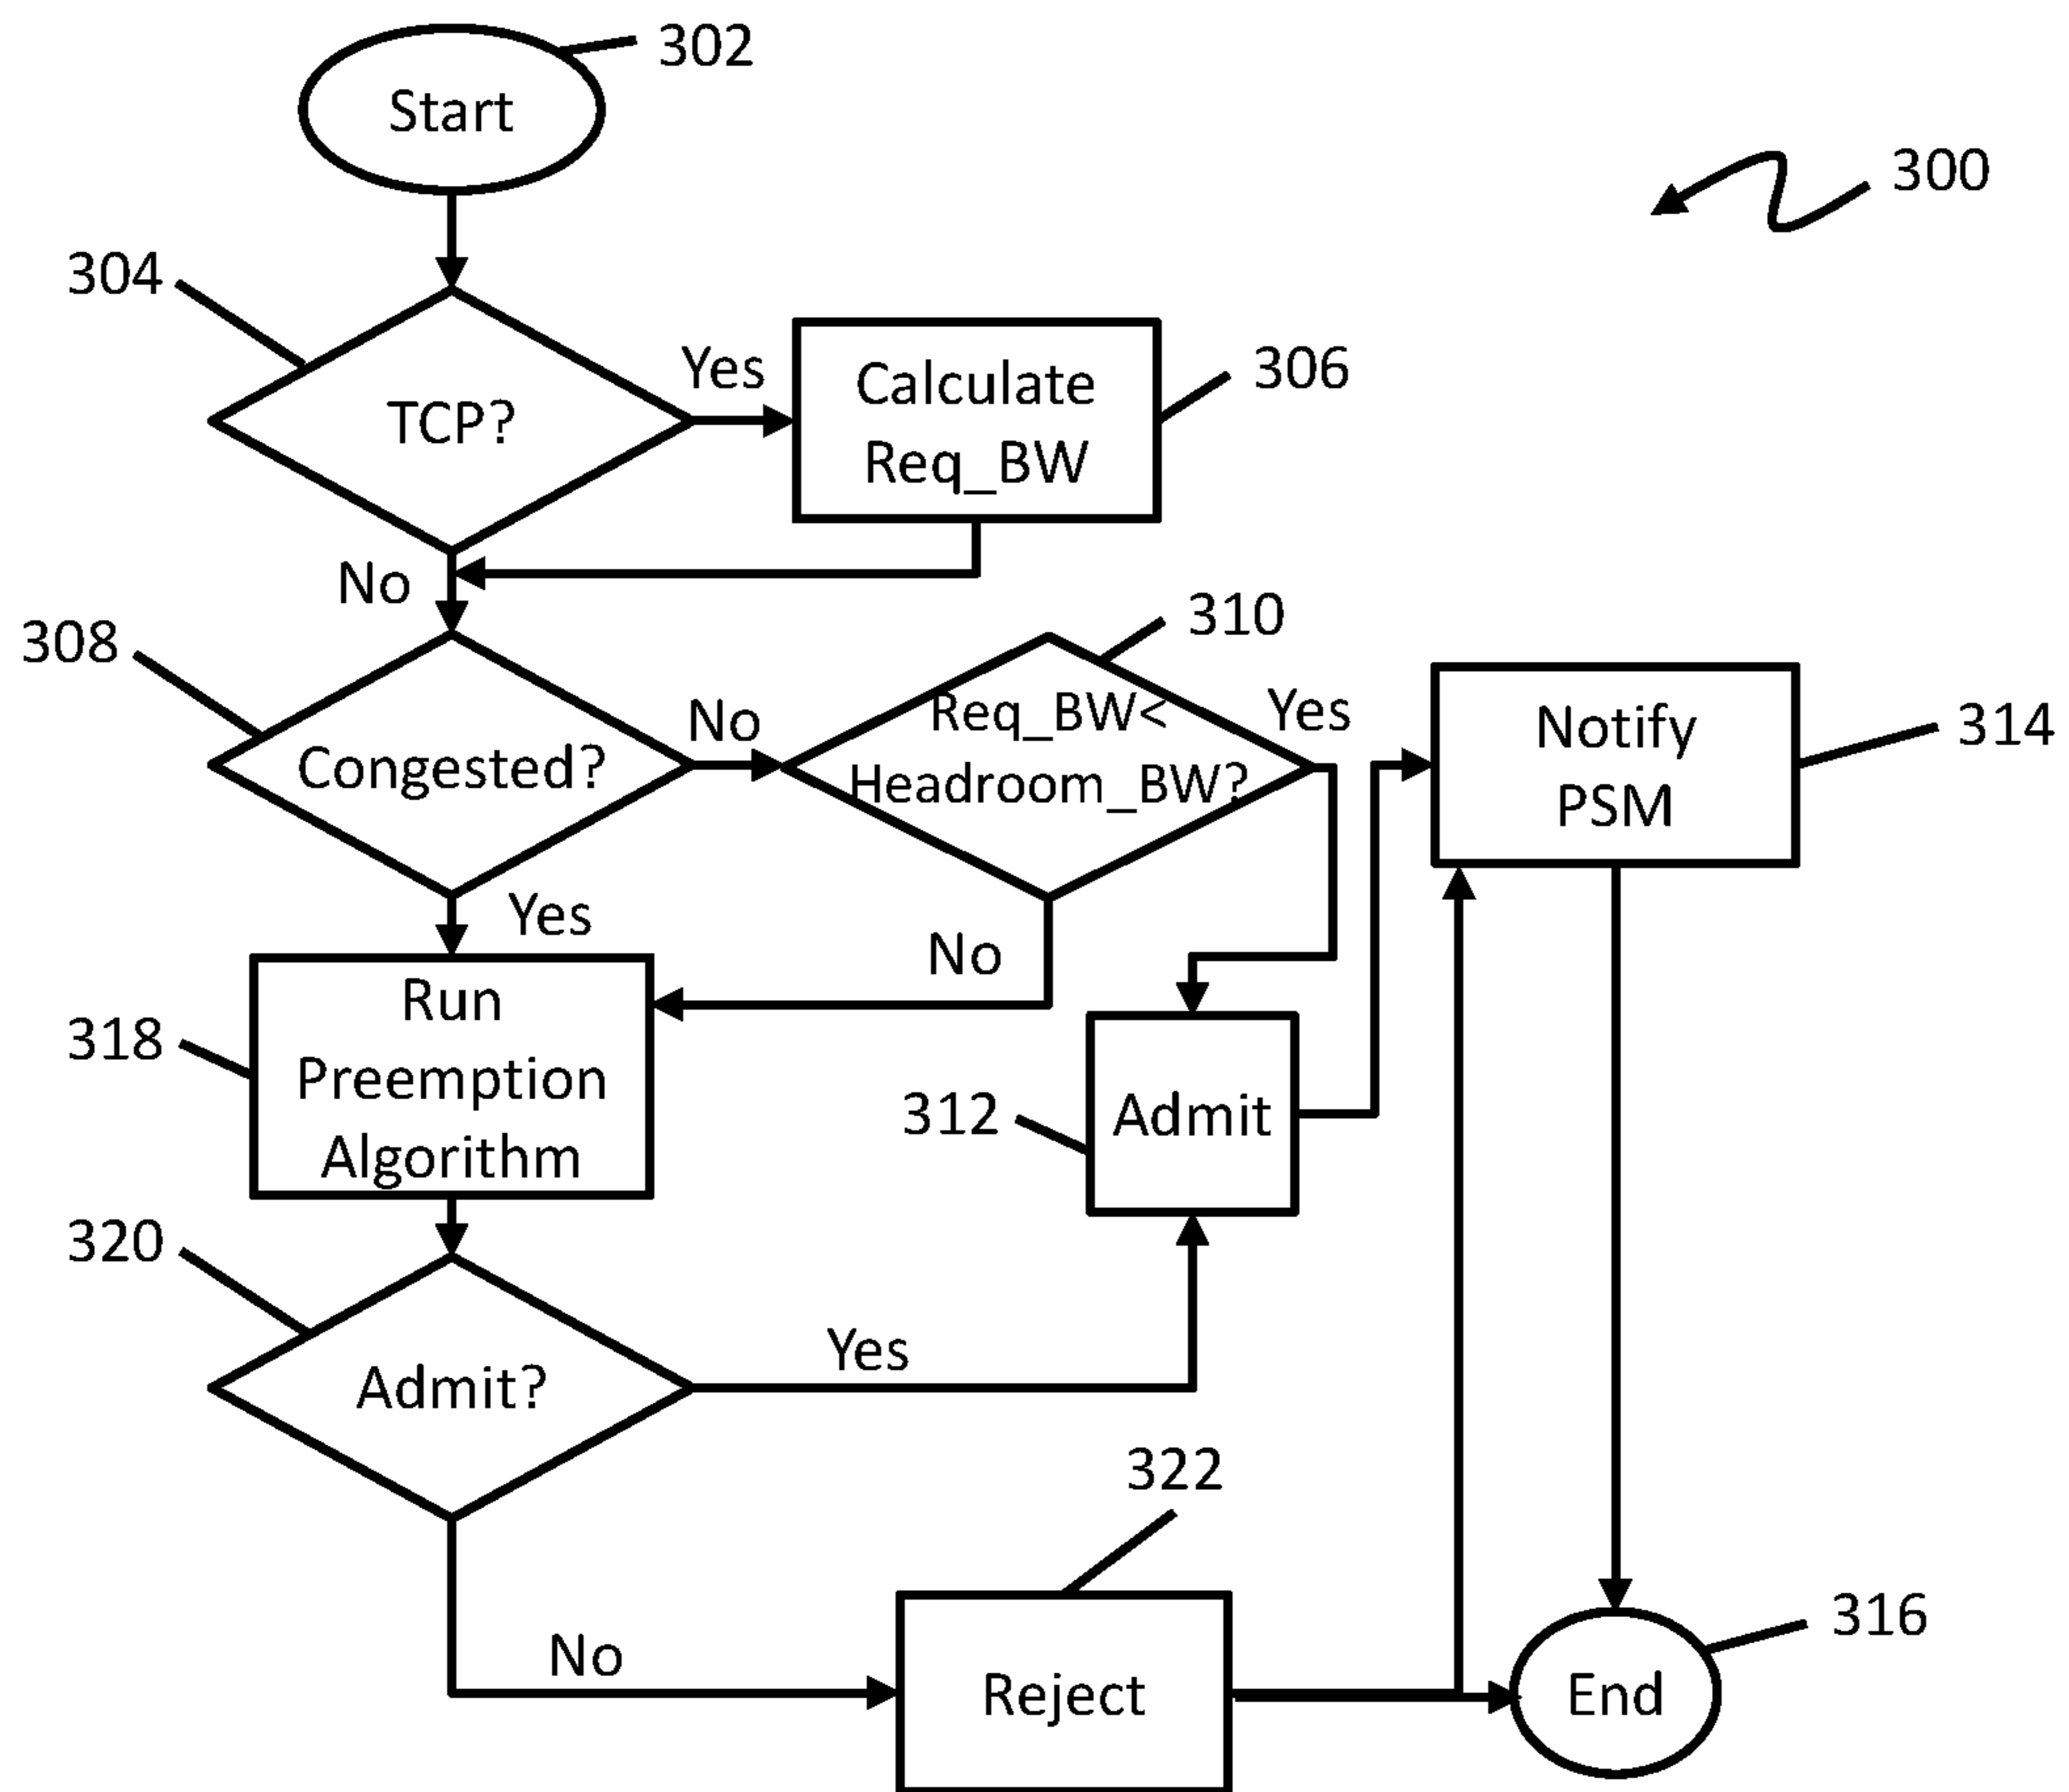 302
Start
300
304
TCP?
Yes
Calculate
Req_BW
306
No
308
Congested?
No
310
Req_BW<
Headroom_BW?
Yes
Notify
PSM
314
Yes
No
318
Run
Preemption
Algorithm
312
Admit
320
Admit?
Yes
322
No
Reject
316
End